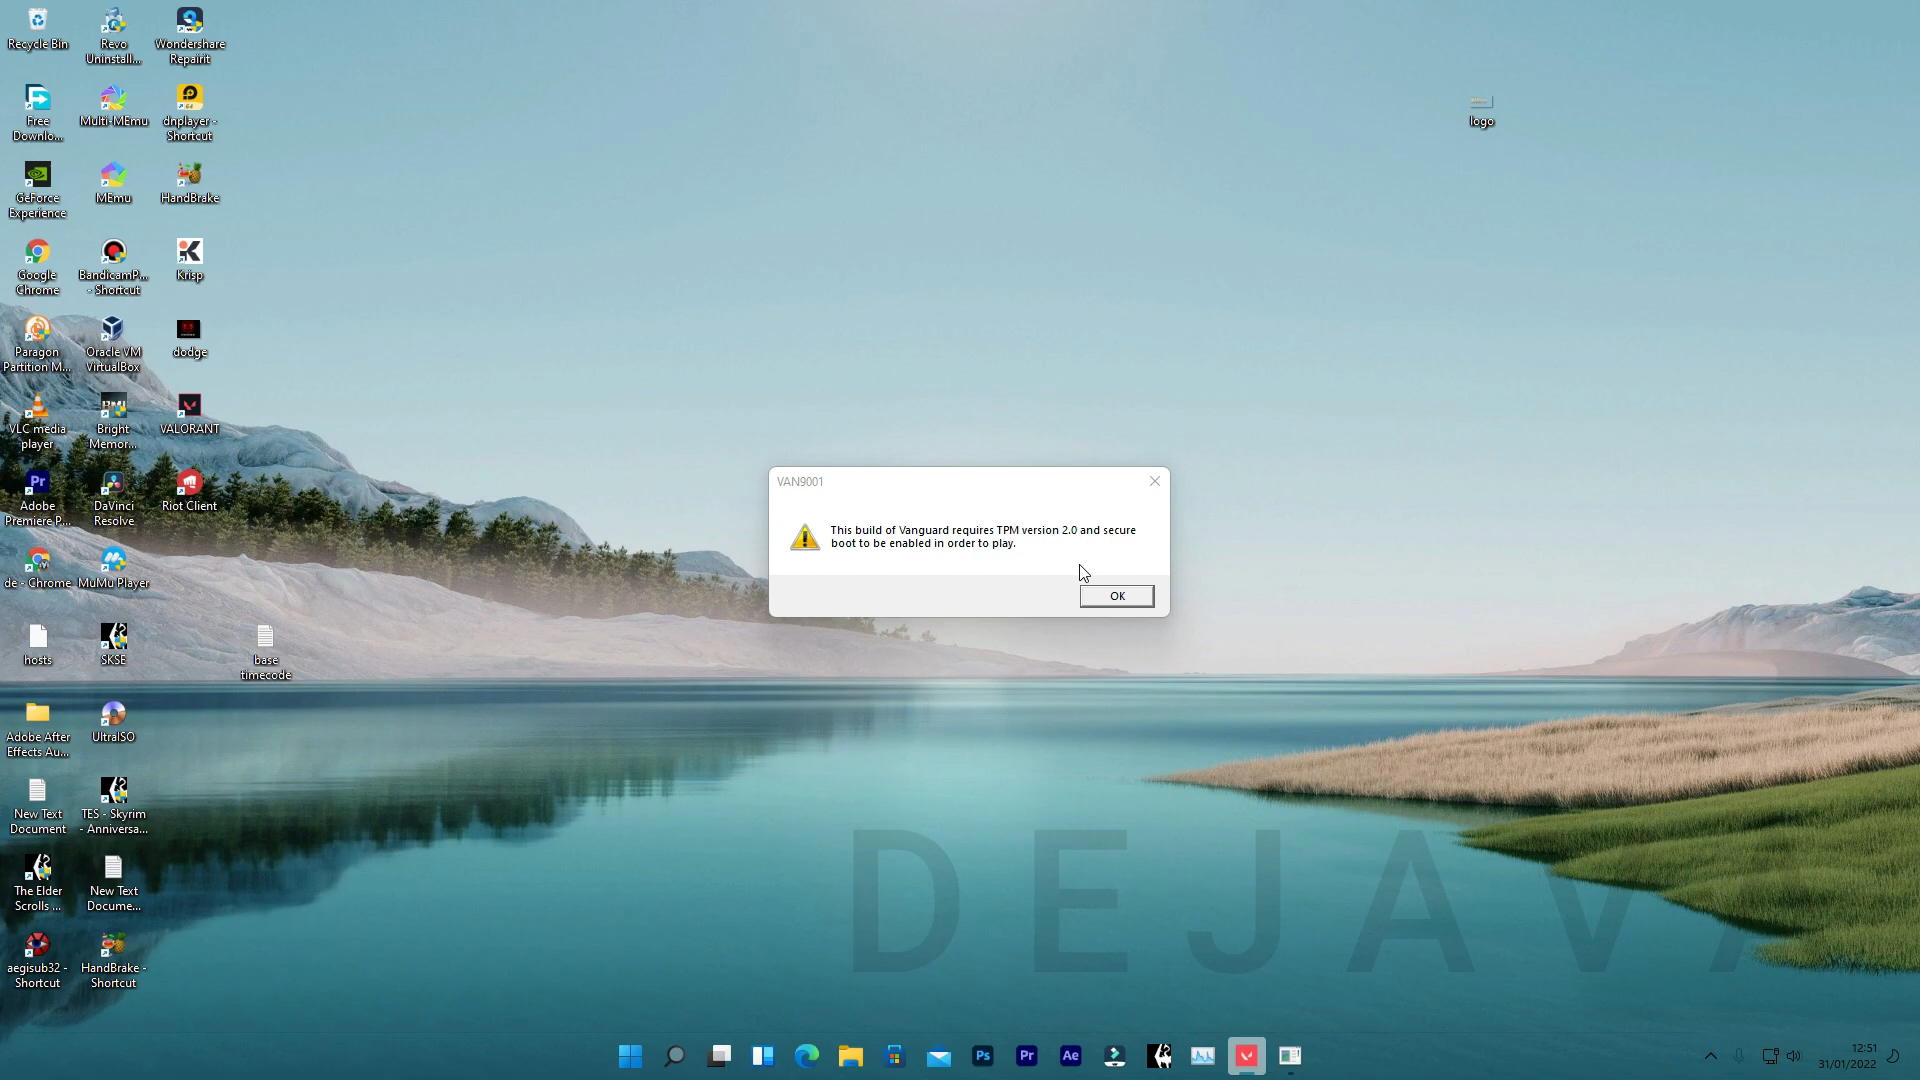 Recycle Bin
Revo
Uninstall...
Wondershare
Repairit
Free
Downlo...
Multi-MEmu
dnplayer -
Shortcut
GeForce
Experience
MEmu
HandBrake
Google
Chrome
BandicamP...
- Shortcut
Krisp
Paragon
Partition M...
Oracle VM
VirtualBox
dodge
VLC media
player
Bright
Memor...
VALORANT
Adobe
Premiere P...
DaVinci
Resolve
Riot Client
de - Chrome
MuMu Player
hosts
SKSE
base
timecode
Adobe After
Effects Au...
UltraISO
New Text
Document
TES - Skyrim
- Anniversa...
The Elder
Scrolls ...
New Text
Docume...
aegisub32 -
Shortcut
HandBrake -
Shortcut
logo
VAN9001
This build of Vanguard requires TPM version 2.0 and secure
boot to be enabled in order to play.
OK
DEJAVA
Ps
Pr
Ae
12:51
31/01/2022